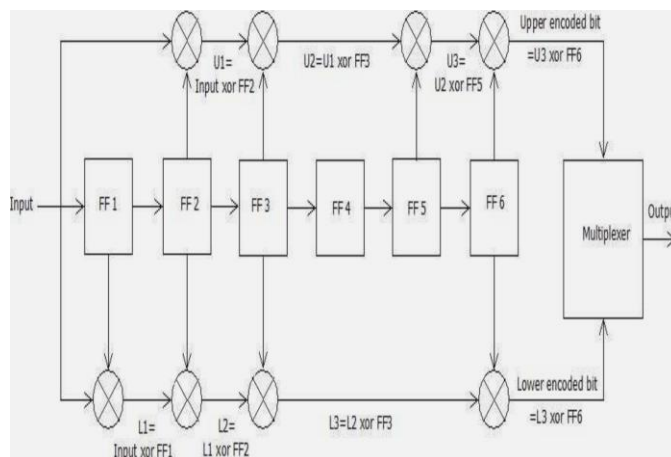 Upper encoded bit
=U3 xor FF6
U1=
Input xor FF2
U2=U1 xor FF3
U3=
U2 xor FF5
Input
FF 1
FF 2
FF 3
FF 4
FF 5
FF 6
Multiplexer
Output
L1=
Input xor FF1
L2=
L1 xor FF2
L3=L2 xor FF3
Lower encoded bit
=L3 xor FF6